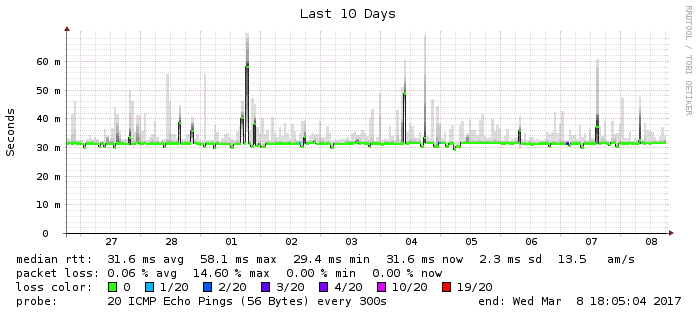 Last 10 Days
RRDTOOL / TOBI OETIKER
Seconds
60 m
50 m
40 m
30 m
20 m
10 m
0
27 28 01 02 03 04 05 06 07 08
median rtt: 31.6 ms avg 58.1 ms max 29.4 ms min 31.6 ms now 2.3 ms sd 13.5 am/s
packet loss: 0.06 % avg 14.60 % max 0.00 % min 0.00 % now
loss color: 0 1/20 2/20 3/20 4/20 10/20 19/20
probe: 20 ICMP Echo Pings (56 Bytes) every 300s end: Wed Mar 8 18:05:04 2017